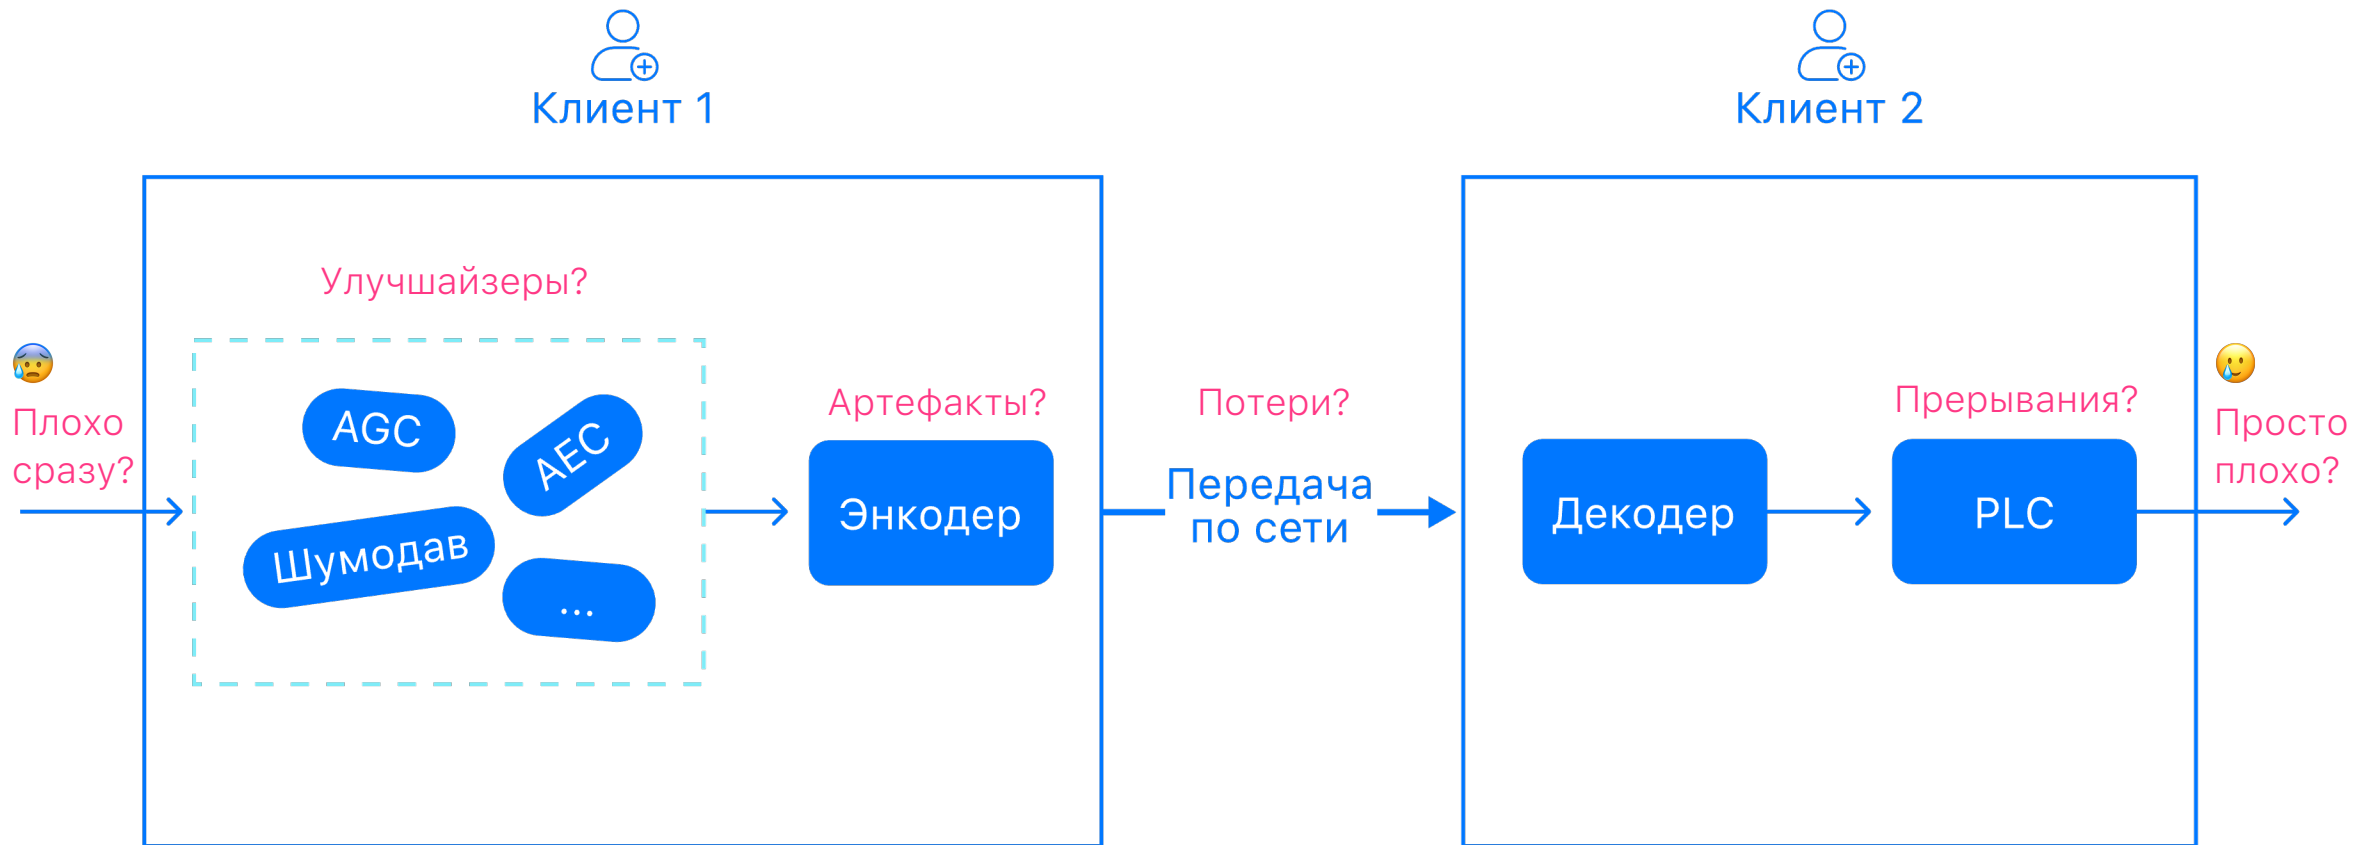 Клиент 1
Клиент 2
Улучшайзеры?
Плохо
сразу?
AGC
AEC
Шумодав
...
Артефакты?
Энкодер
Потери?
Передача
по сети
Декодер
Прерывания?
PLC
Просто
плохо?